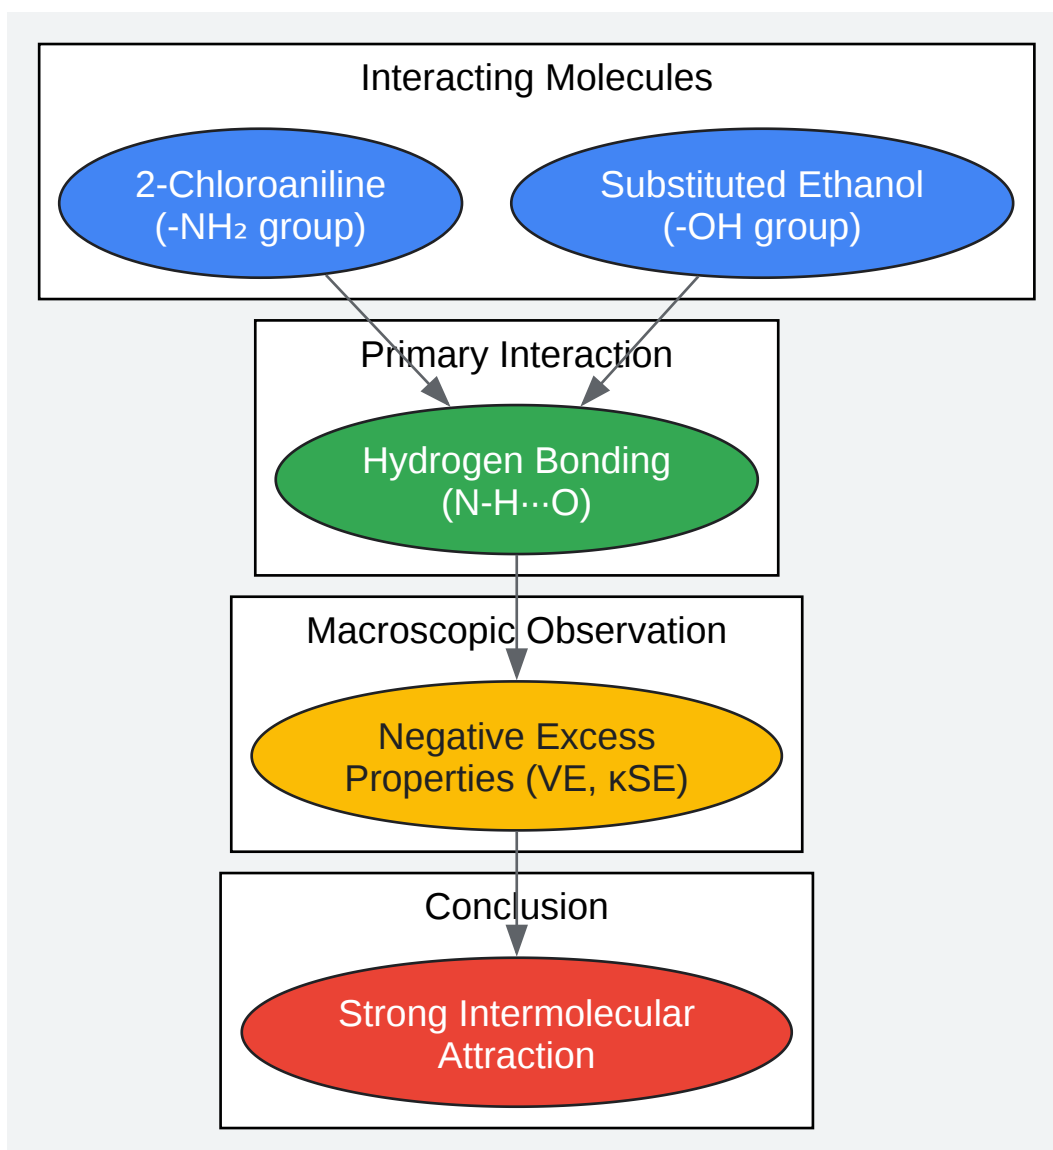 Interacting Molecules
2-Chloroaniline
(-NH₂ group)
Substituted Ethanol
(-OH group)
Primary Interaction
Hydrogen Bonding
(N-H···O)
Macroscopic Observation
Negative Excess
Properties (VE, κSE)
Conclusion
Strong Intermolecular
Attraction